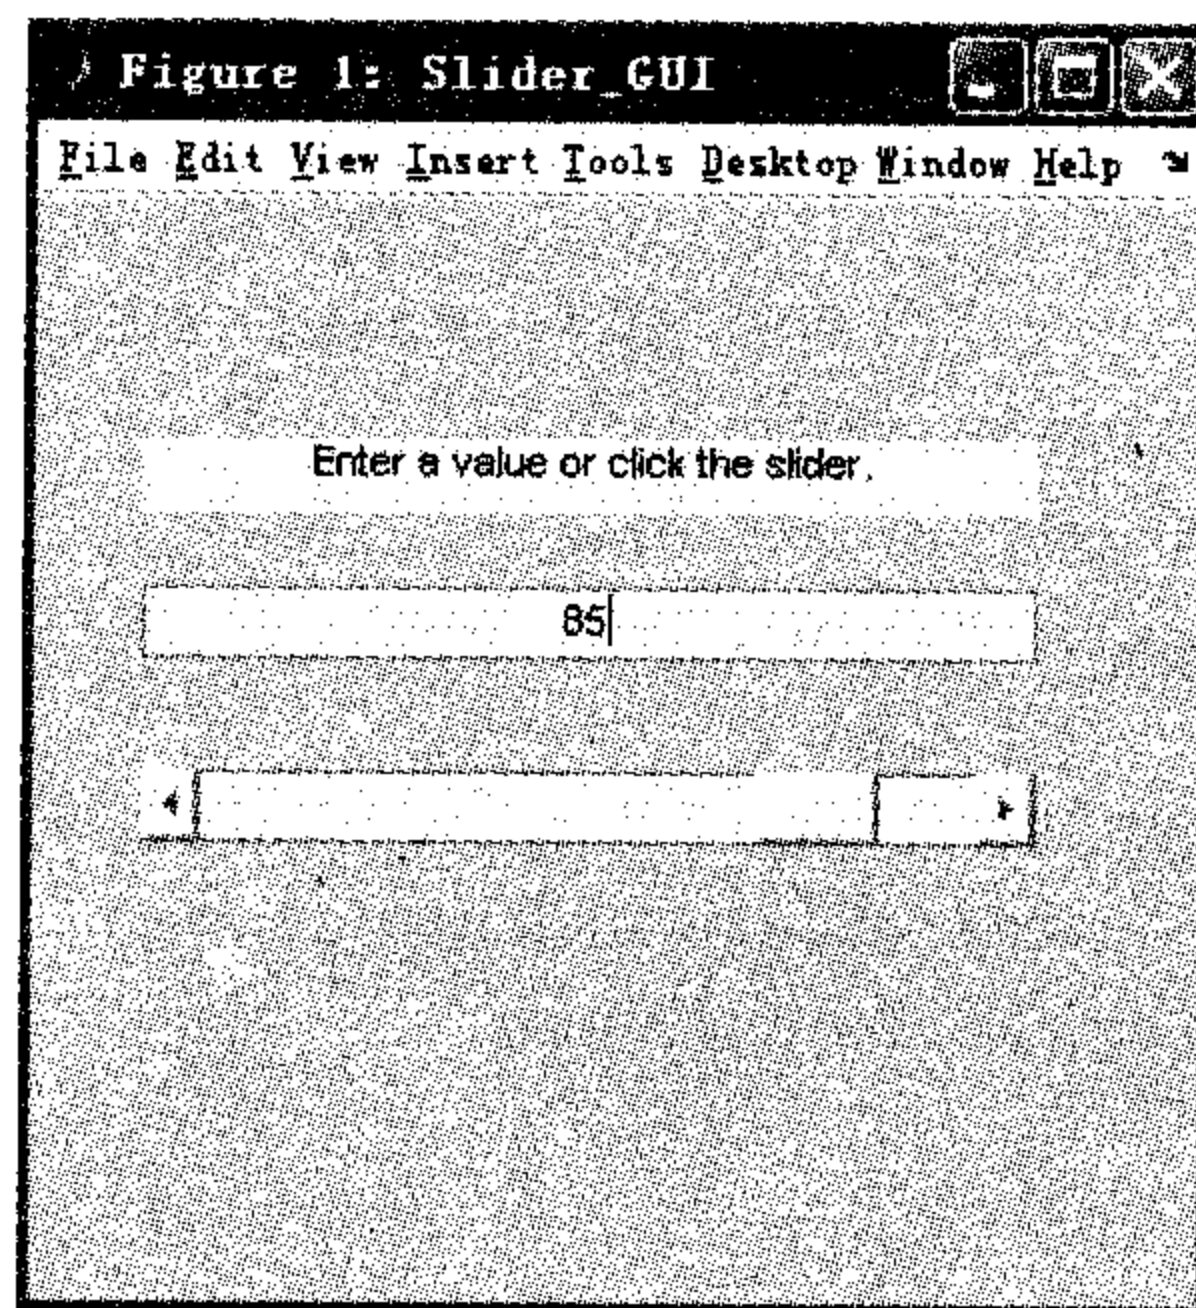 Figure 1: Slider_GUI
File Edit View Insert Tools Desktop Window Help
Enter a value or click the slider.
85